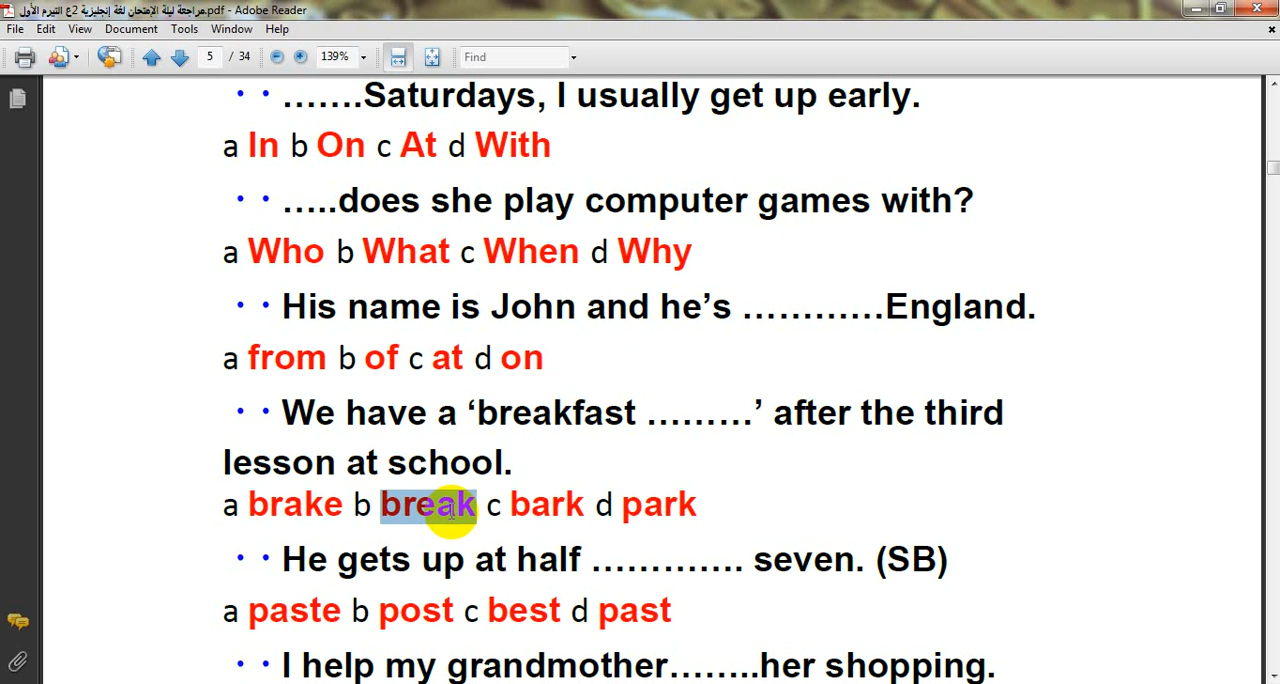 مراجعتة ليلة الإمتحان لغة إنجليزية 2ع التيرم الأول.pdf - Adobe Reader
File Edit View Document Tools Window Help
5 / 34 139% Find
.......Saturdays, I usually get up early.
a In b On c At d With
…..does she play computer games with?
a Who b What c When d Why
His name is John and he’s …………England.
a from b of c at d on
We have a ‘breakfast ………’ after the third
lesson at school.
a brake b break c bark d park
He gets up at half …………. seven. (SB)
a paste b post c best d past
I help my grandmother……..her shopping.